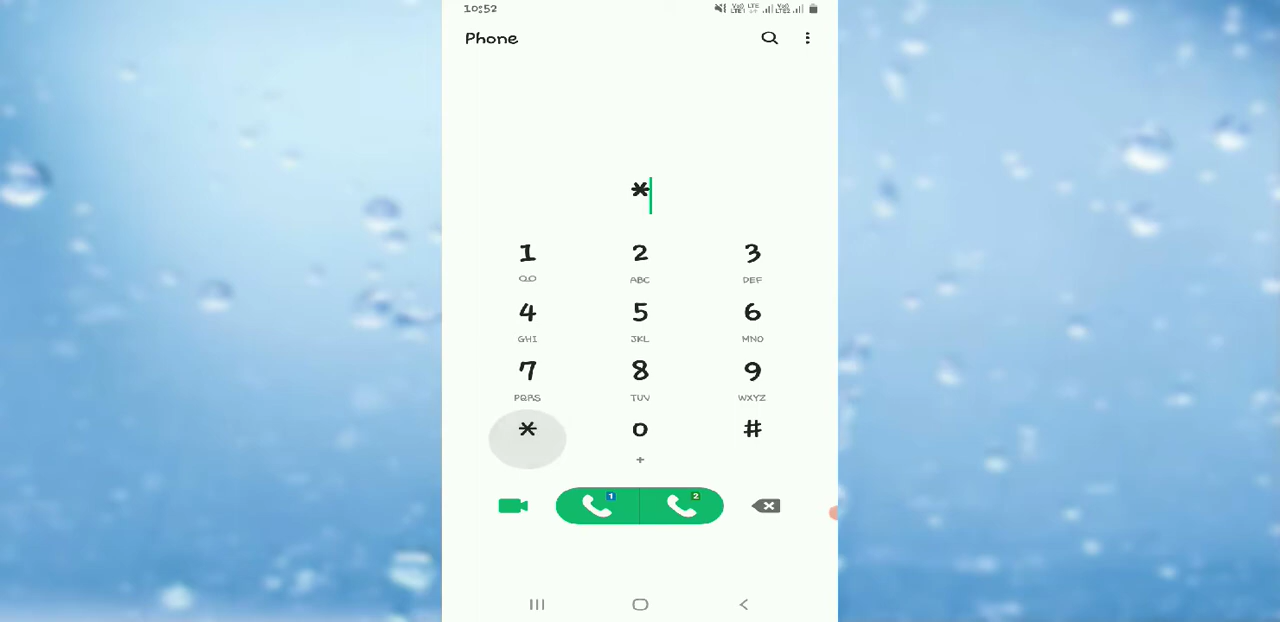 10:52
Phone
*
1 2 3
ABC DEF
4 5 6
GHI JKL MNO
7 8 9
PQRS TUV WXYZ
* 0 #
+
1 2